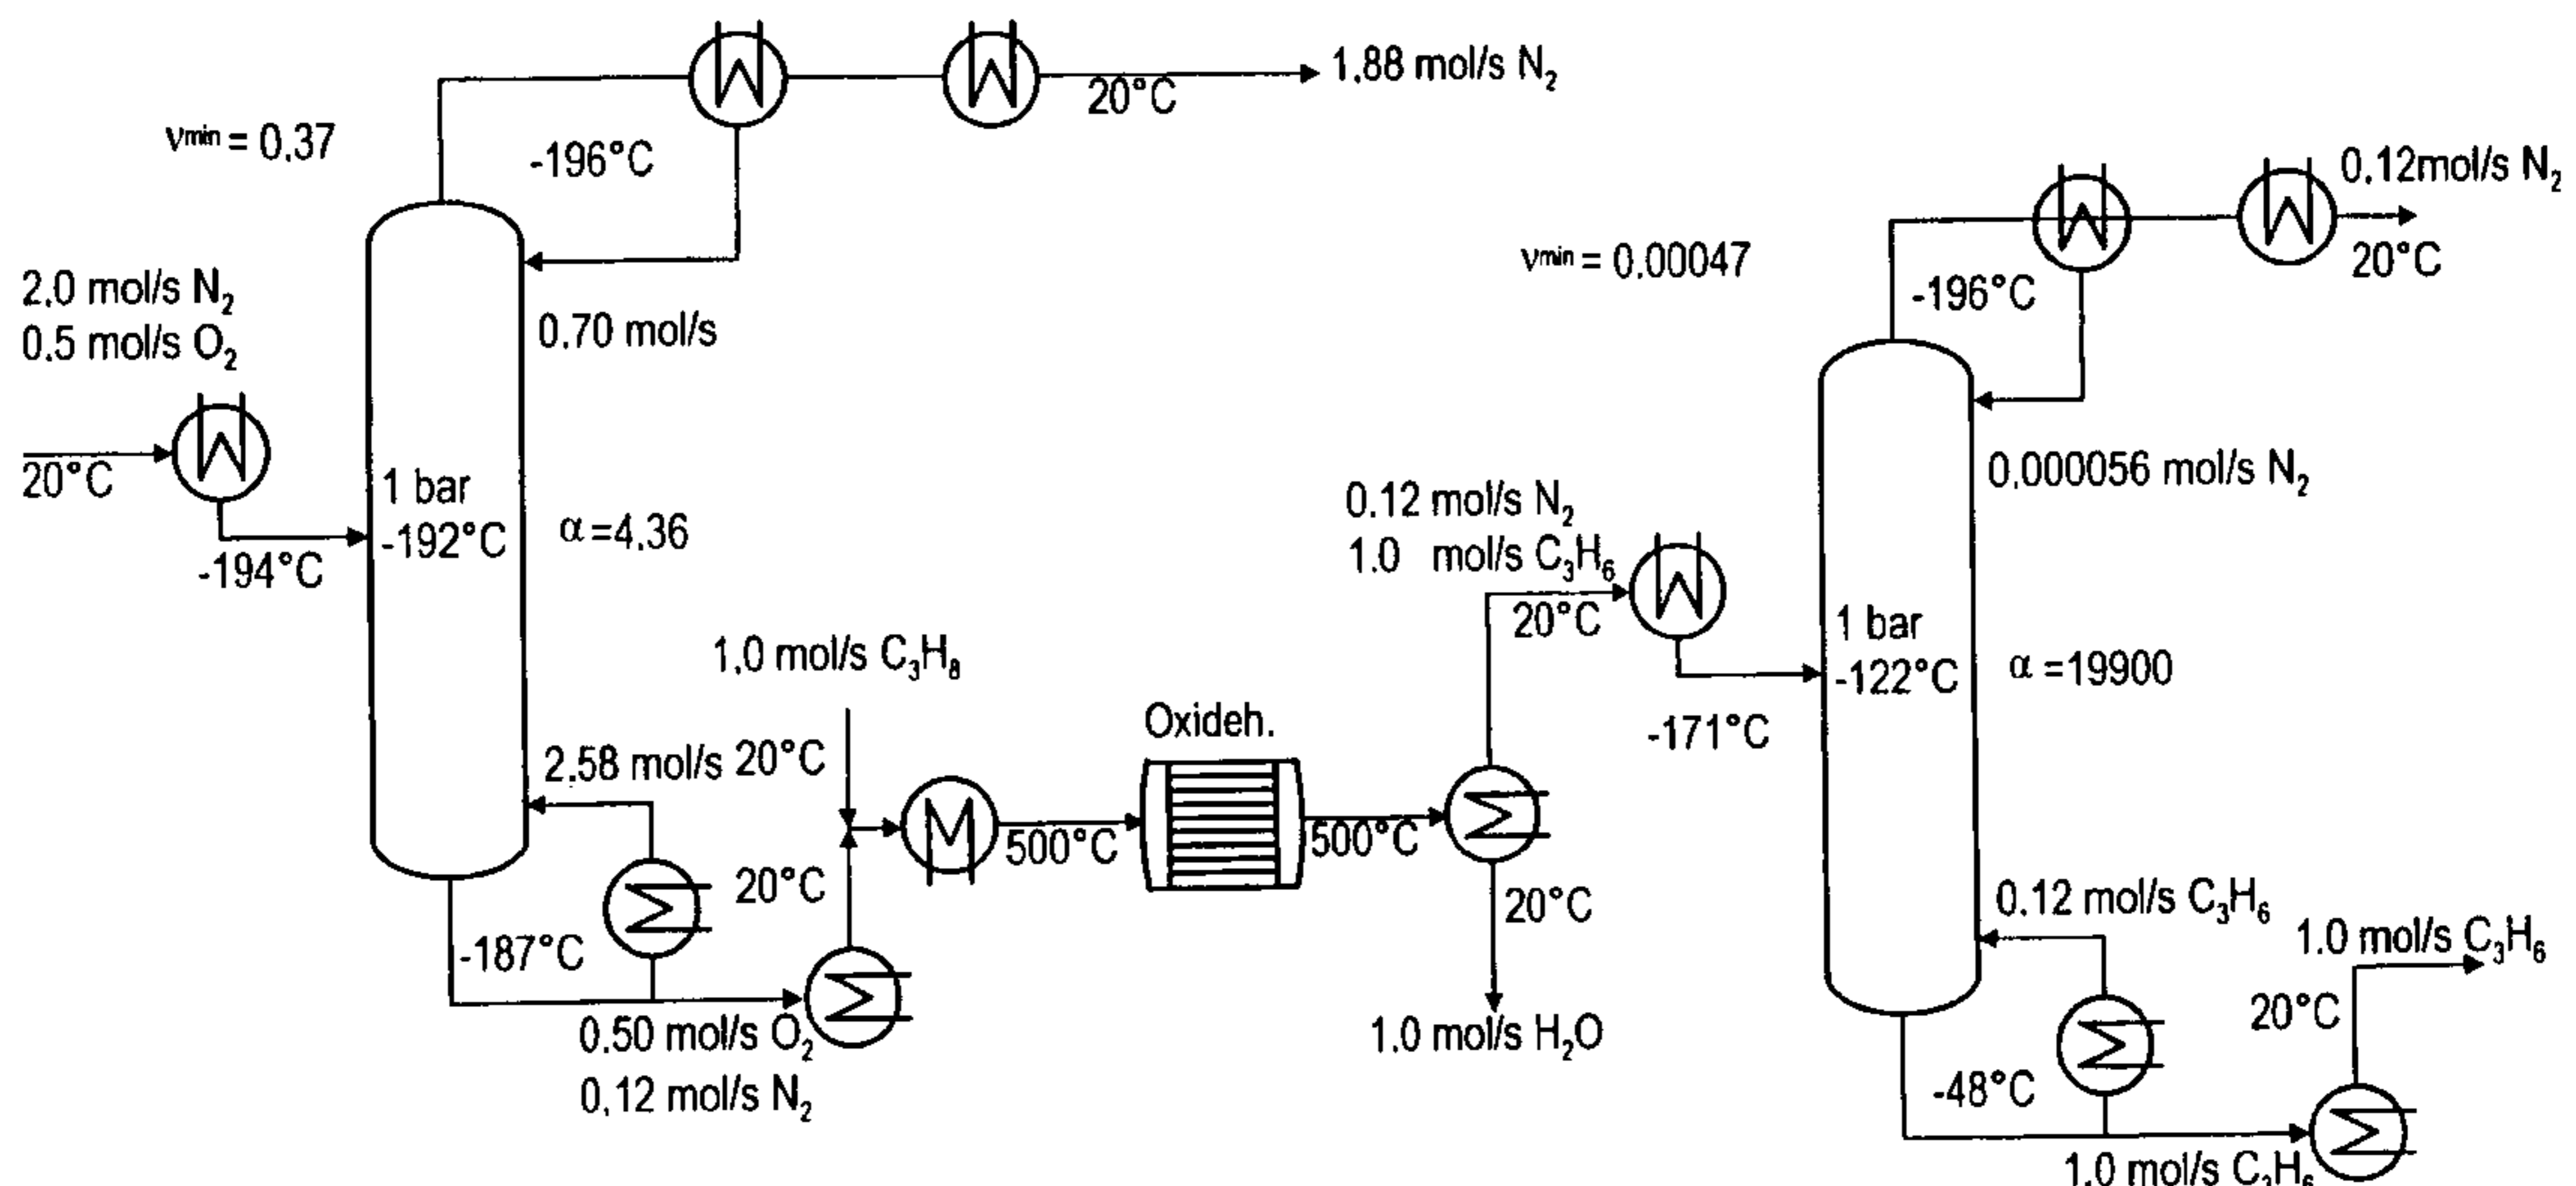 1.88 mol/s N₂
20°C
νmin = 0.37
-196°C
2.0 mol/s N₂
0.5 mol/s O₂
0.70 mol/s
20°C
1 bar
-192°C
α =4.36
-194°C
2.58 mol/s
-187°C
0.50 mol/s O₂
0.12 mol/s N₂
1.0 mol/s C₃H₈
20°C
20°C
500°C
Oxideh.
500°C
20°C
1.0 mol/s H₂O
0.12 mol/s N₂
1.0 mol/s C₃H₆
20°C
-171°C
νmin = 0.00047
0.12mol/s N₂
20°C
-196°C
0.000056 mol/s N₂
1 bar
-122°C
α =19900
0.12 mol/s C₃H₆
1.0 mol/s C₃H₆
20°C
-48°C
1.0 mol/s C₃H₆